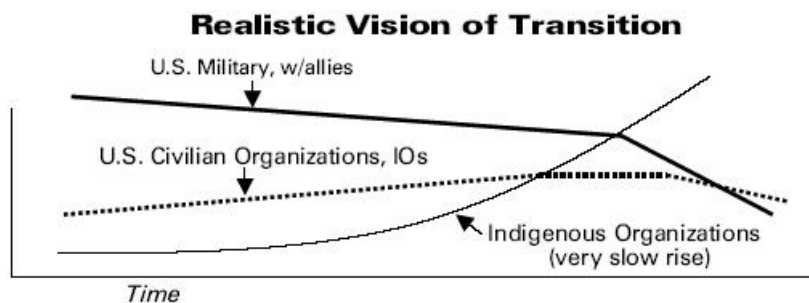 Realistic Vision of Transition
U.S. Military, w/allies
U.S. Civilian Organizations, IOs
Indigenous Organizations
(very slow rise)
Time